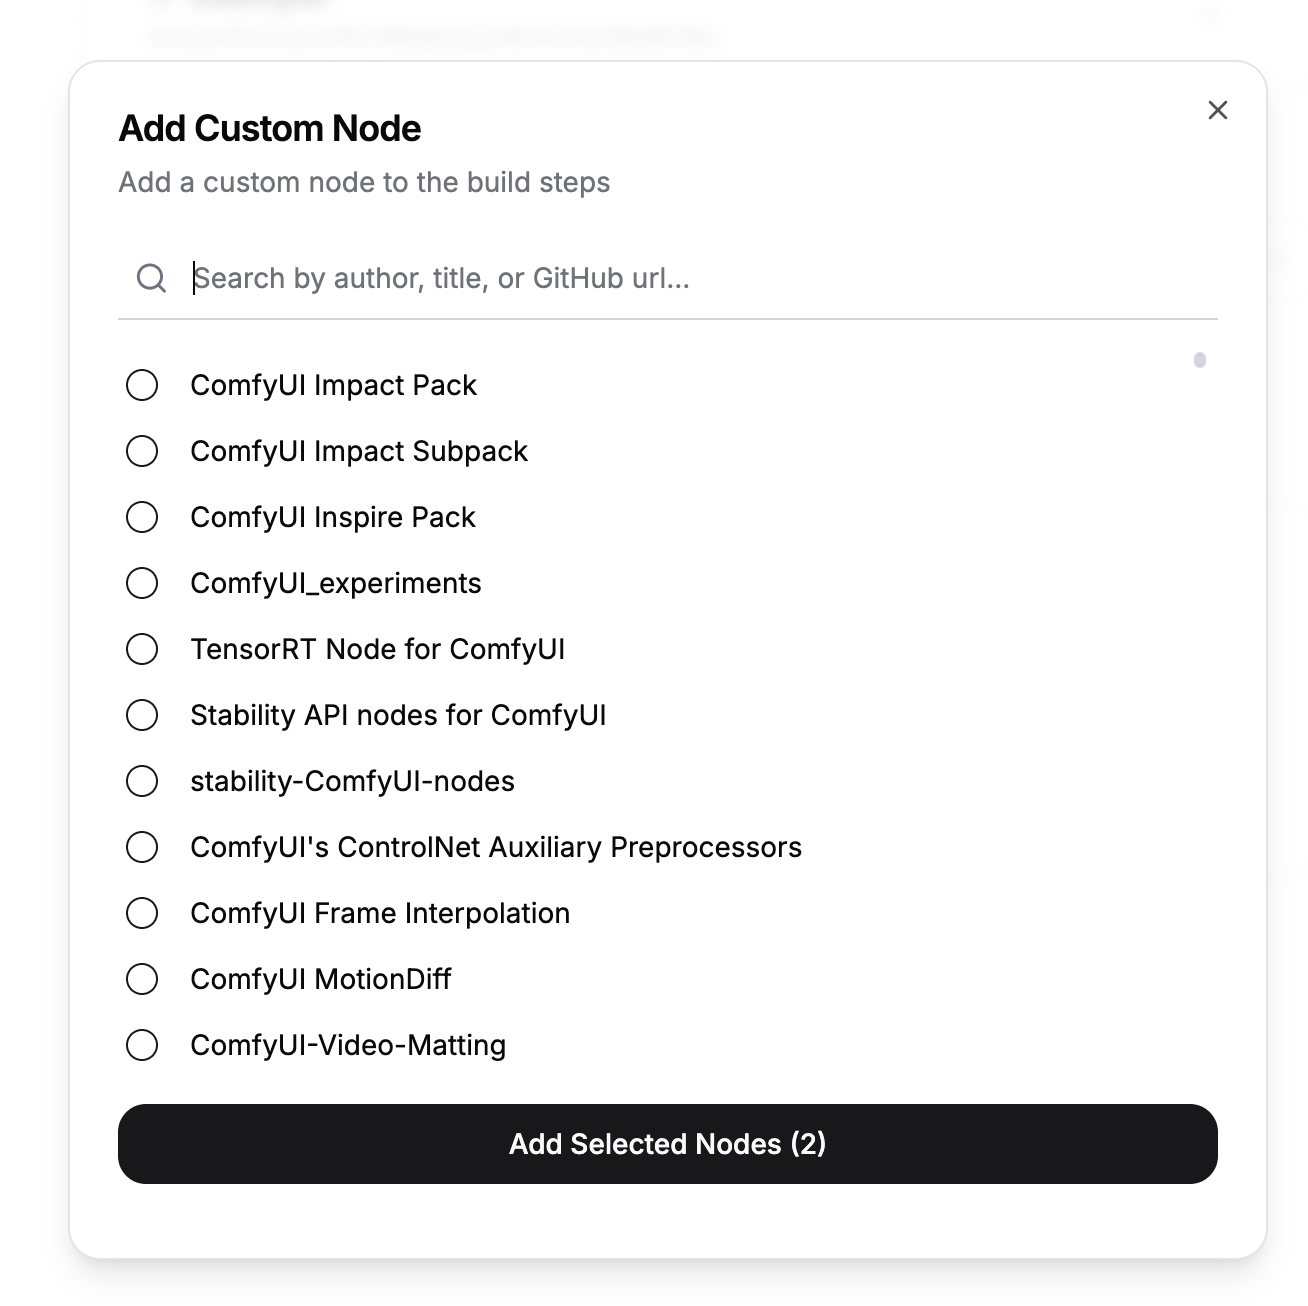 Add Custom Node
Add a custom node to the build steps
Search by author, title, or GitHub url...
ComfyUI Impact Pack
ComfyUI Impact Subpack
ComfyUI Inspire Pack
ComfyUI_experiments
TensorRT Node for ComfyUI
Stability API nodes for ComfyUI
stability-ComfyUI-nodes
ComfyUI's ControlNet Auxiliary Preprocessors
ComfyUI Frame Interpolation
ComfyUI MotionDiff
ComfyUI-Video-Matting
Add Selected Nodes (2)